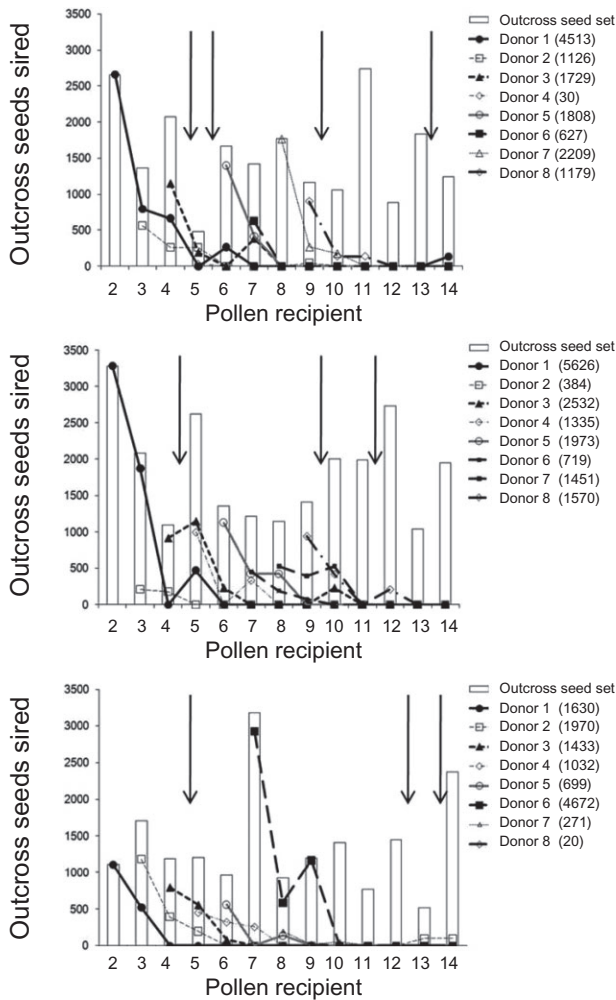 Outcross seeds sired
3500
3000
2500
2000
1500
1000
500
0
2 3 4 5 6 7 8 9 10 11 12 13 14
Pollen recipient
Outcross seed set
Donor 1 (4513)
Donor 2 (1126)
Donor 3 (1729)
Donor 4 (30)
Donor 5 (1808)
Donor 6 (627)
Donor 7 (2209)
Donor 8 (1179)
Outcross seeds sired
3500
3000
2500
2000
1500
1000
500
0
2 3 4 5 6 7 8 9 10 11 12 13 14
Pollen recipient
Outcross seed set
Donor 1 (5626)
Donor 2 (384)
Donor 3 (2532)
Donor 4 (1335)
Donor 5 (1973)
Donor 6 (719)
Donor 7 (1451)
Donor 8 (1570)
Outcross seeds sired
3500
3000
2500
2000
1500
1000
500
0
2 3 4 5 6 7 8 9 10 11 12 13 14
Pollen recipient
Outcross seed set
Donor 1 (1630)
Donor 2 (1970)
Donor 3 (1433)
Donor 4 (1032)
Donor 5 (699)
Donor 6 (4672)
Donor 7 (271)
Donor 8 (20)